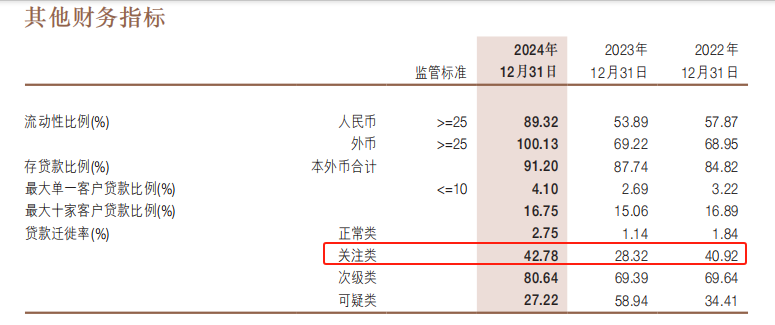 其他财务指标
2024年 2023年 2022年
监管标准 12月31日 12月31日 12月31日
流动性比例(%) 人民币 >=25 89.32 53.89 57.87
外币 >=25 100.13 69.22 68.95
存贷款比例(%) 本外币合计 91.20 87.74 84.82
最大单一客户贷款比例(%) <=10 4.10 2.69 3.22
最大十家客户贷款比例(%) 16.75 15.06 16.89
贷款迁徙率(%) 正常类 2.75 1.14 1.84
关注类 42.78 28.32 40.92
次级类 80.64 69.39 69.64
可疑类 27.22 58.94 34.41